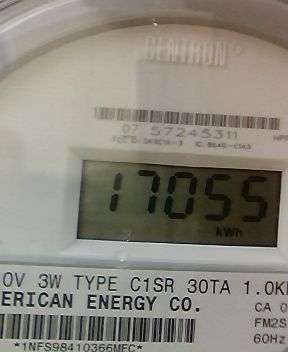 CENTRON®
07 57245311
17055
kWh
0V 3W TYPE C1SR 30TA 1.0K
ERICAN ENERGY CO.
CA 0
FM2S
60Hz
*1NFS98410366MFC*